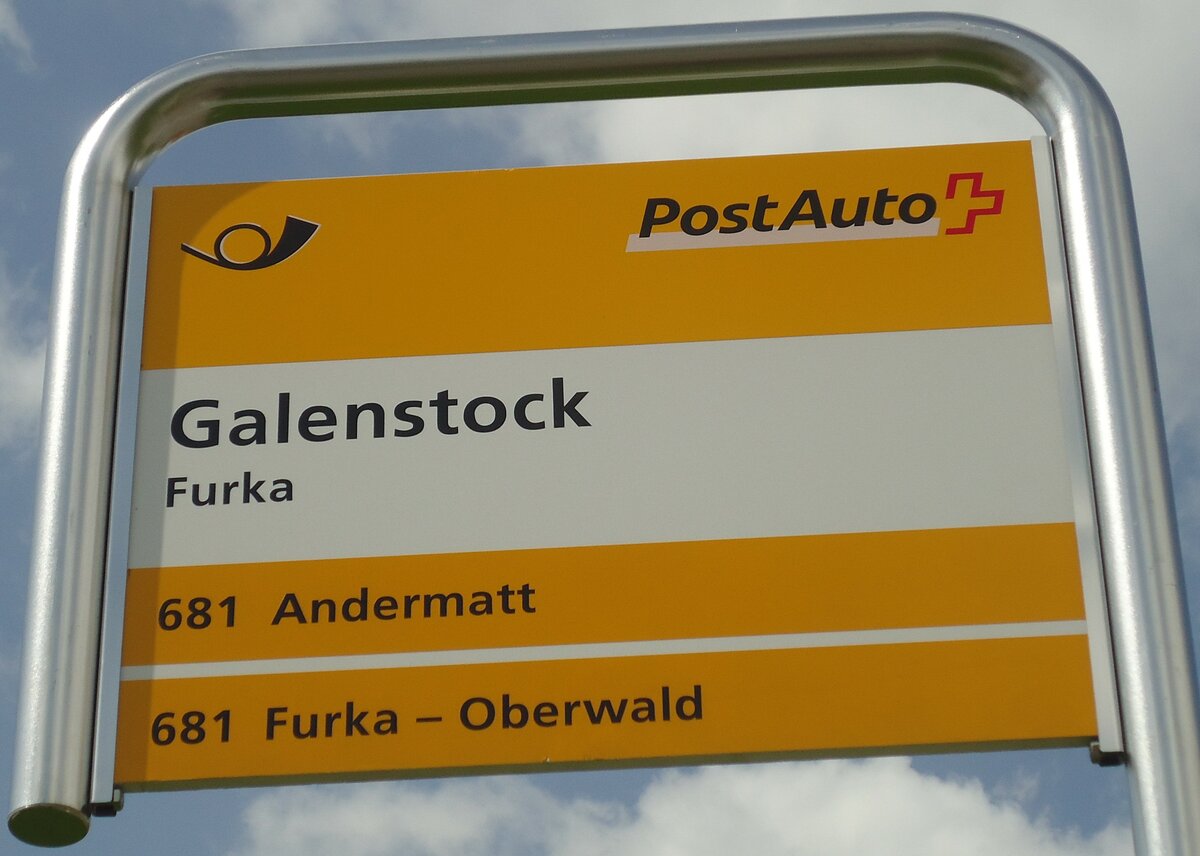 PostAuto
Galenstock
Furka
681 Andermatt
681 Furka – Oberwald